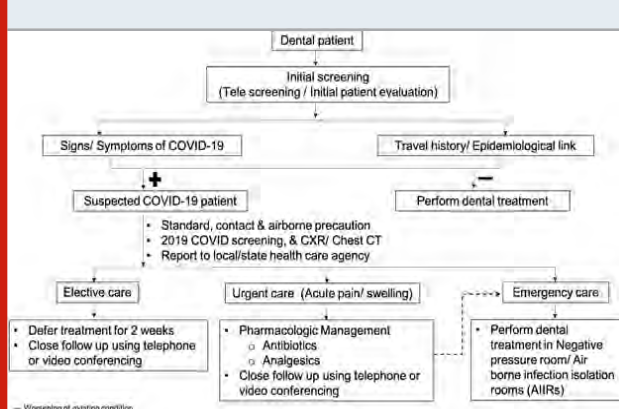 Dental patient
Initial screening
(Tele screening / Initial patient evaluation)
Signs/ Symptoms of COVID-19
Travel history/ Epidemiological link
+
−
Suspected COVID-19 patient
Perform dental treatment
• Standard, contact & airborne precaution
• 2019 COVID screening, & CXR/ Chest CT
• Report to local/state health care agency
Elective care
Urgent care (Acute pain/ swelling)
Emergency care
• Defer treatment for 2 weeks
• Close follow up using telephone
or video conferencing
• Pharmacologic Management
o Antibiotics
o Analgesics
• Close follow up using telephone or
video conferencing
• Perform dental
treatment in Negative
pressure room/ Air
borne infection isolation
rooms (AIIRs)
--- Worsening of existing condition